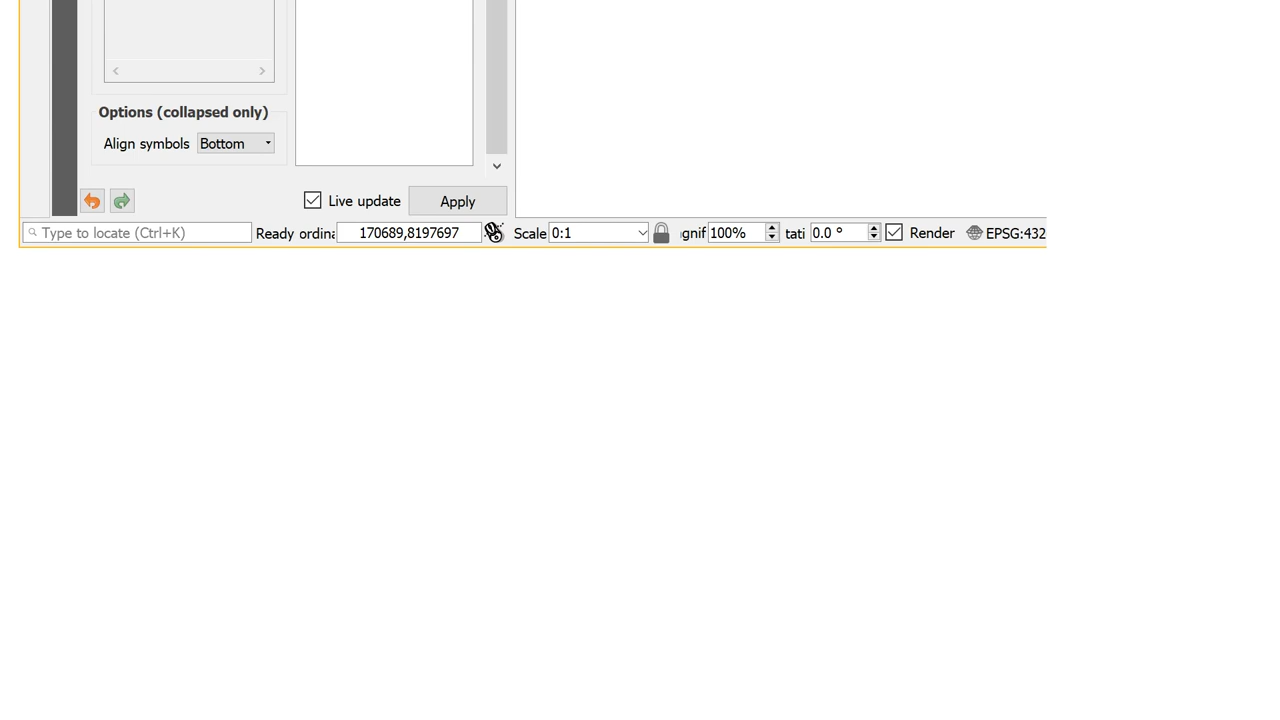 Options (collapsed only)
Align symbols Bottom
Live update Apply
Type to locate (Ctrl+K) Ready ordina 170689,8197697 Scale 0:1 gnif 100% tati 0.0 ° Render EPSG:432